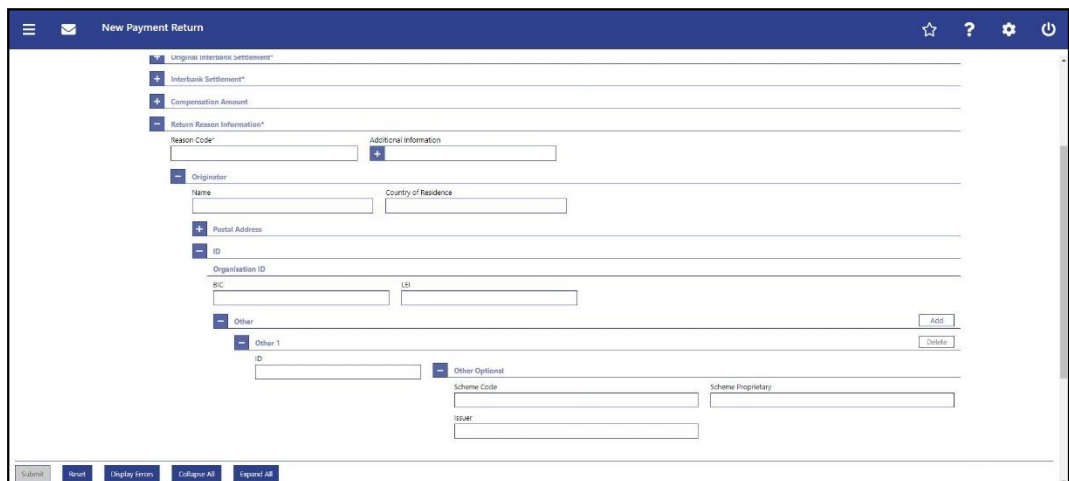 New Payment Return
?
Original Interbank Settlement*
+ Interbank Settlement*
+ Compensation Amount
− Return Reason Information*
Reason Code* Additional Information
+
− Originator
Name Country of Residence
+ Postal Address
− ID
Organisation ID
BIC LEI
− Other Add
− Other 1 Delete
ID − Other Optional
Scheme Code Scheme Proprietary
Issuer
Submit Reset Display Errors Collapse All Expand All